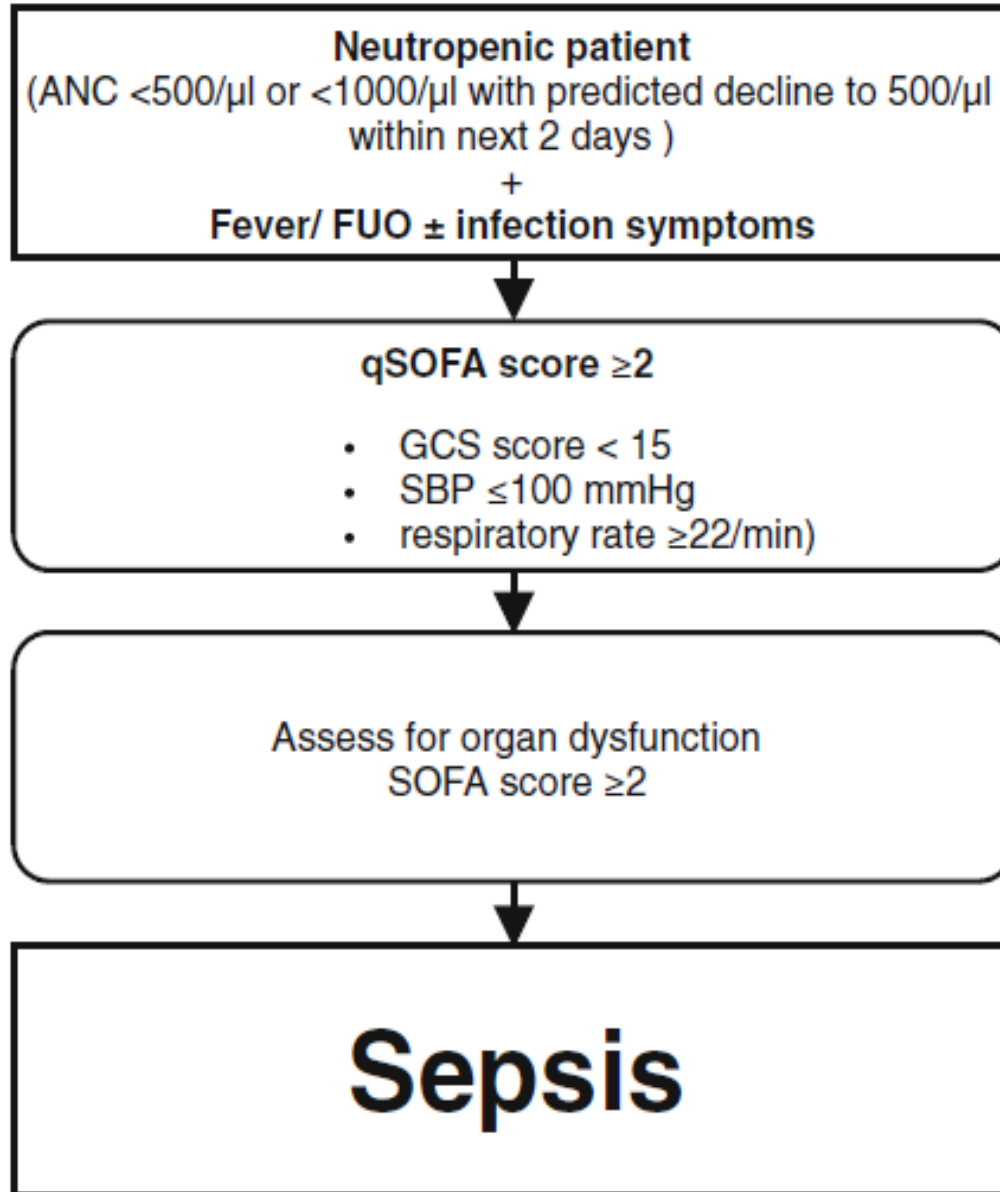 Neutropenic patient
(ANC <500/µl or <1000/µl with predicted decline to 500/µl
within next 2 days )
+
Fever/ FUO ± infection symptoms
qSOFA score ≥2
• GCS score < 15
• SBP ≤100 mmHg
• respiratory rate ≥22/min)
Assess for organ dysfunction
SOFA score ≥2
Sepsis